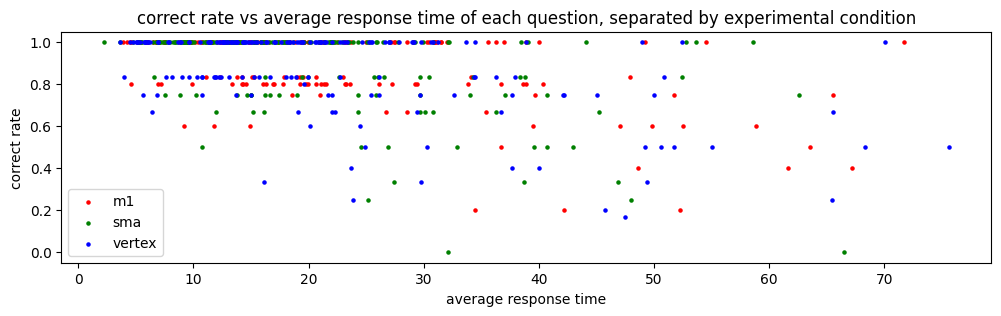 correct rate vs average response time of each question, separated by experimental condition
correct rate
1.0
0.8
0.6
0.4
0.2
0.0
m1
sma
vertex
0 10 20 30 40 50 60 70
average response time